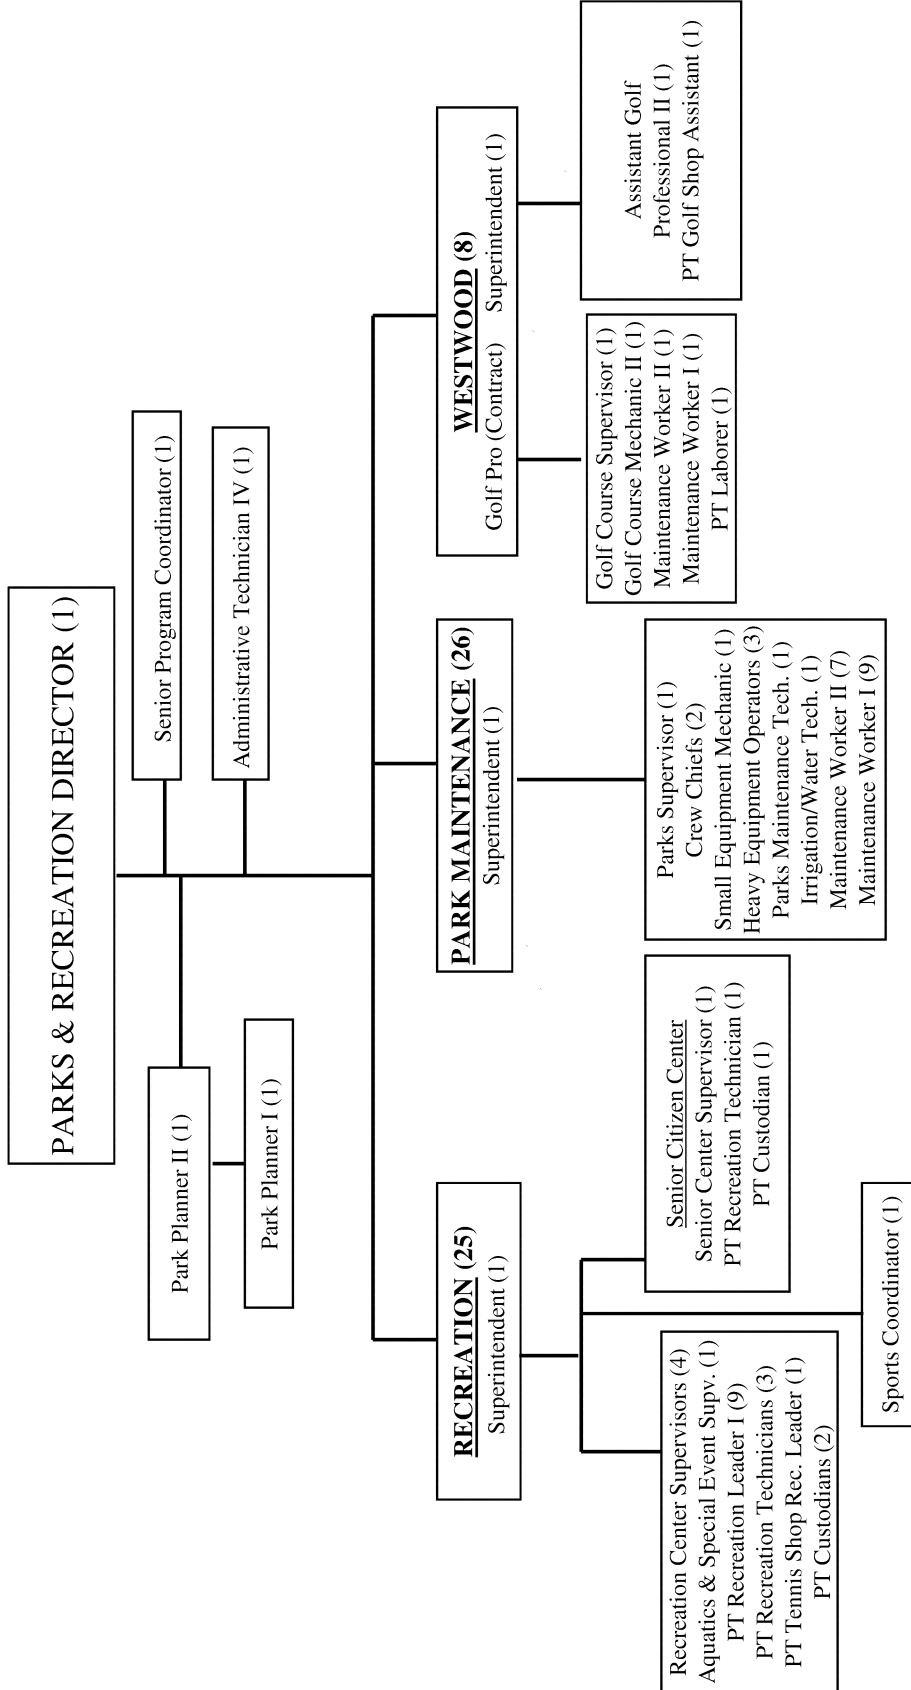 PARKS & RECREATION DIRECTOR (1)
Senior Program Coordinator (1)
Park Planner II (1)
Administrative Technician IV (1)
Park Planner I (1)
RECREATION (25)
Superintendent (1)
PARK MAINTENANCE (26)
Superintendent (1)
WESTWOOD (8)
Golf Pro (Contract) Superintendent (1)
Recreation Center Supervisors (4)
Aquatics & Special Event Supv. (1)
PT Recreation Leader I (9)
PT Recreation Technicians (3)
PT Tennis Shop Rec. Leader (1)
PT Custodians (2)
Sports Coordinator (1)
Senior Citizen Center
Senior Center Supervisor (1)
PT Recreation Technician (1)
PT Custodian (1)
Parks Supervisor (1)
Crew Chiefs (2)
Small Equipment Mechanic (1)
Heavy Equipment Operators (3)
Parks Maintenance Tech. (1)
Irrigation/Water Tech. (1)
Maintenance Worker II (7)
Maintenance Worker I (9)
Golf Course Supervisor (1)
Golf Course Mechanic II (1)
Maintenance Worker II (1)
Maintenance Worker I (1)
PT Laborer (1)
Assistant Golf
Professional II (1)
PT Golf Shop Assistant (1)